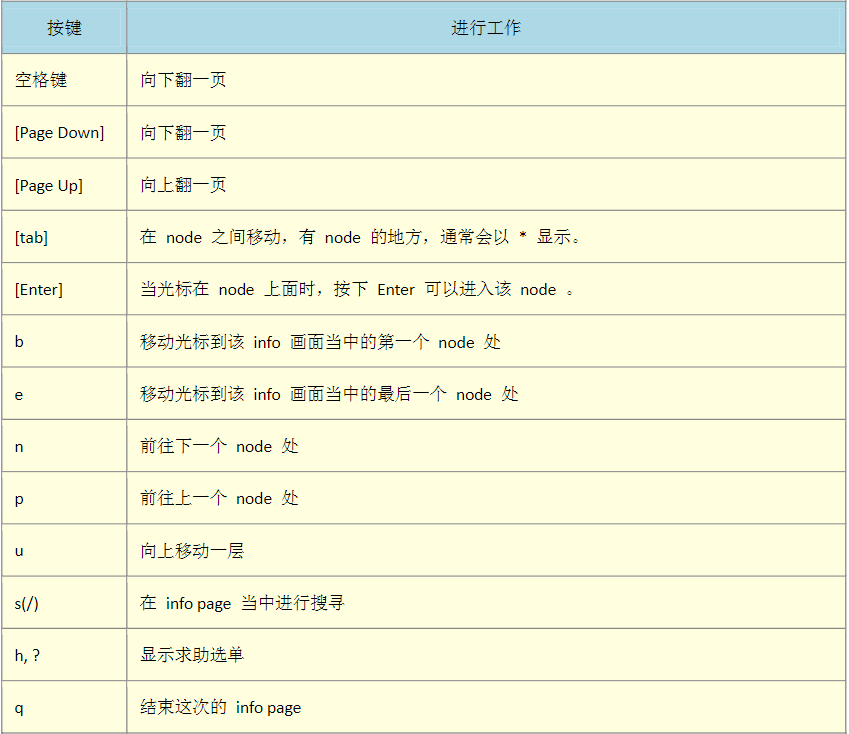 按键 进行工作
空格键 向下翻一页
[Page Down] 向下翻一页
[Page Up] 向上翻一页
[tab] 在 node 之间移动，有 node 的地方，通常会以 * 显示。
[Enter] 当光标在 node 上面时，按下 Enter 可以进入该 node 。
b 移动光标到该 info 画面当中的第一个 node 处
e 移动光标到该 info 画面当中的最后一个 node 处
n 前往下一个 node 处
p 前往上一个 node 处
u 向上移动一层
s(/) 在 info page 当中进行搜寻
h, ? 显示求助选单
q 结束这次的 info page